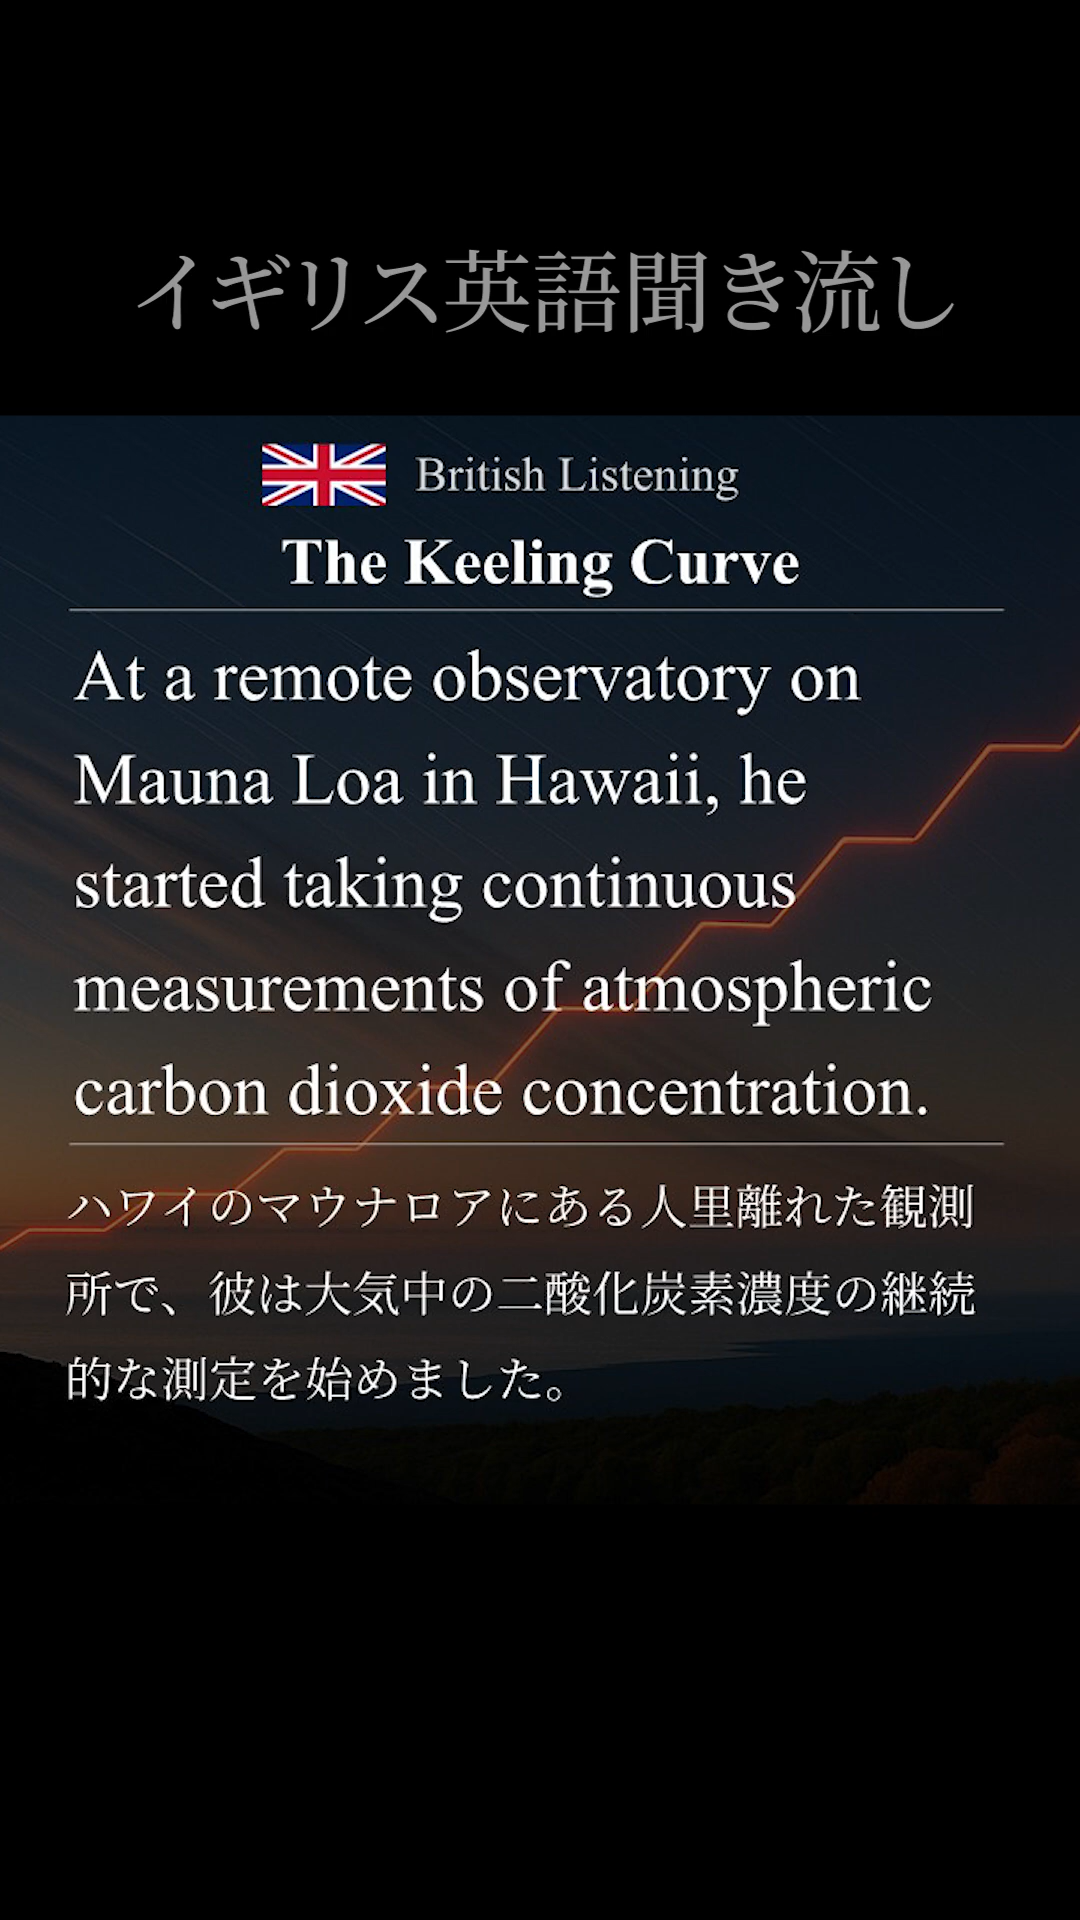 イギリス英語聞き流し
British Listening
The Keeling Curve
At a remote observatory on
Mauna Loa in Hawaii, he
started taking continuous
measurements of atmospheric
carbon dioxide concentration.
ハワイのマウナロアにある人里離れた観測
所で、彼は大気中の二酸化炭素濃度の継続
的な測定を始めました。